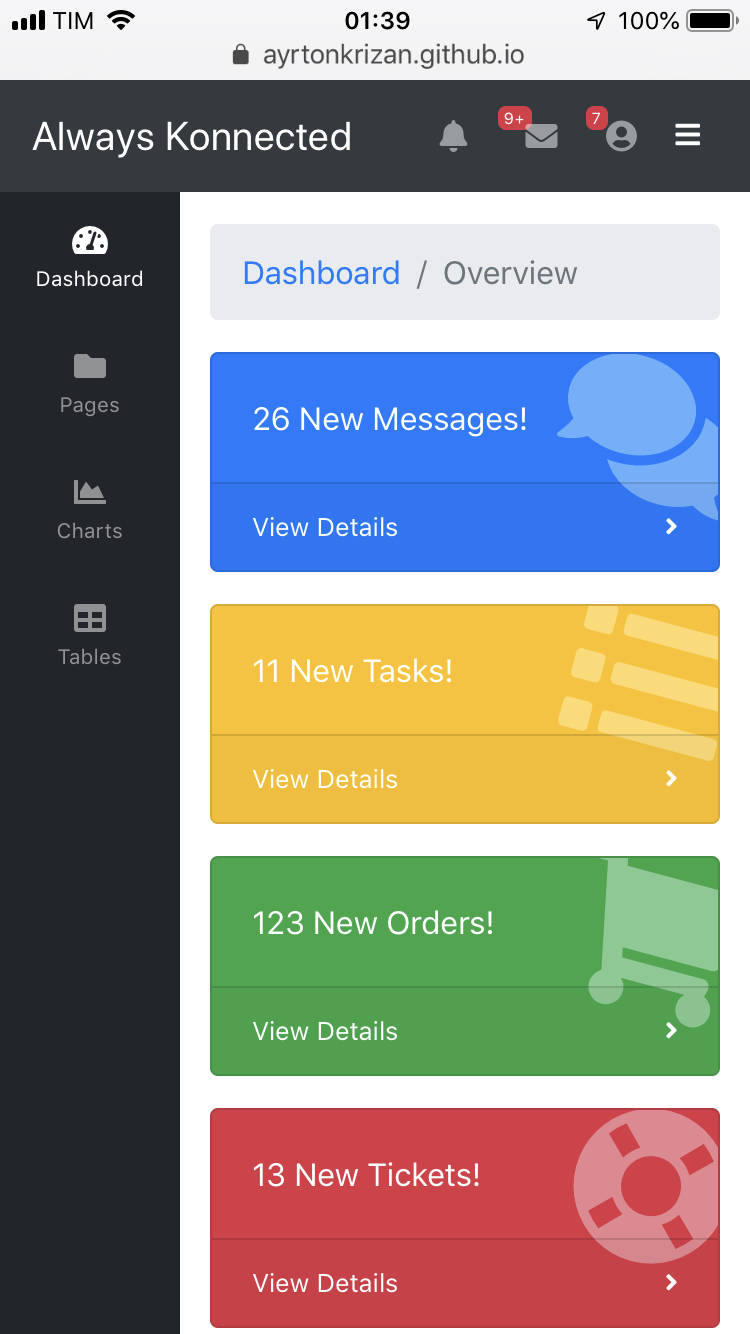 TIM 01:39 100%
ayrtonkrizan.github.io
Always Konnected 9+ 7
Dashboard
Pages
Charts
Tables
Dashboard / Overview
26 New Messages!
View Details
11 New Tasks!
View Details
123 New Orders!
View Details
13 New Tickets!
View Details